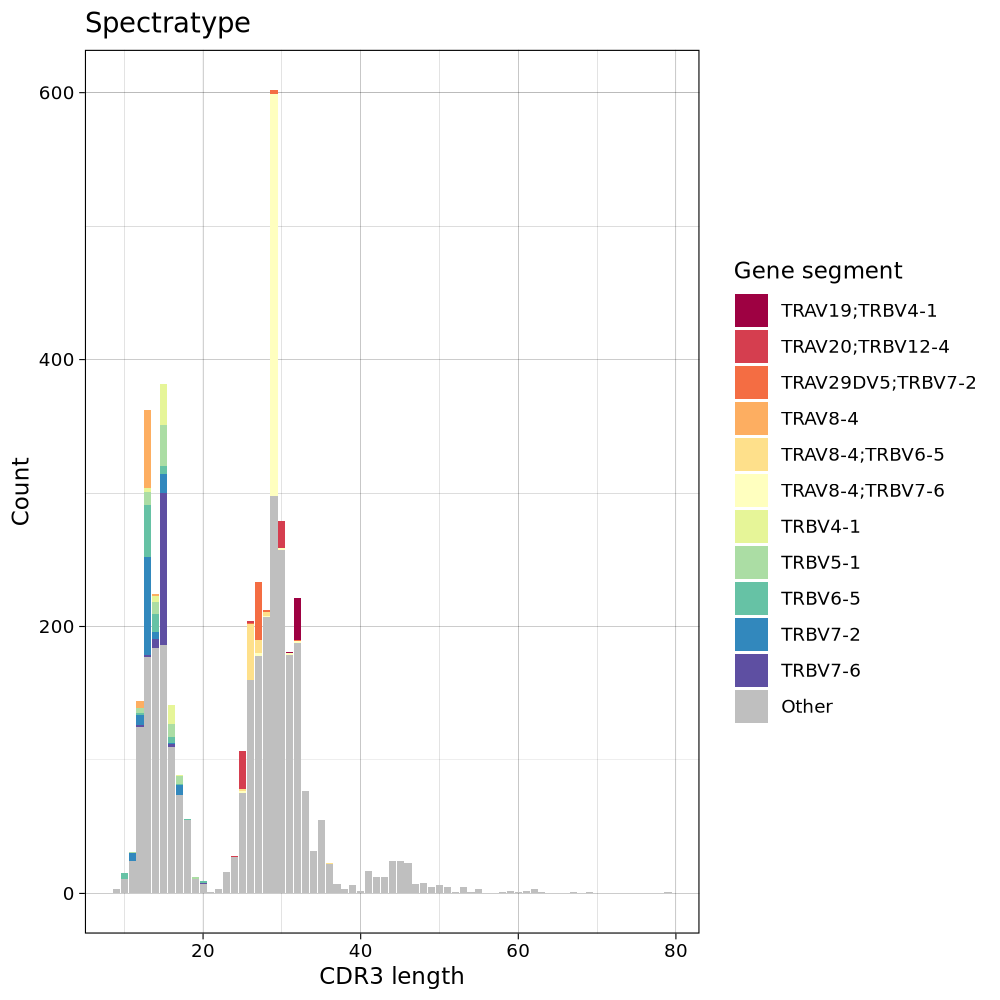 Spectratype
600
400
200
0
Count
20
40
60
80
CDR3 length
Gene segment
TRAV19;TRBV4-1
TRAV20;TRBV12-4
TRAV29DV5;TRBV7-2
TRAV8-4
TRAV8-4;TRBV6-5
TRAV8-4;TRBV7-6
TRBV4-1
TRBV5-1
TRBV6-5
TRBV7-2
TRBV7-6
Other